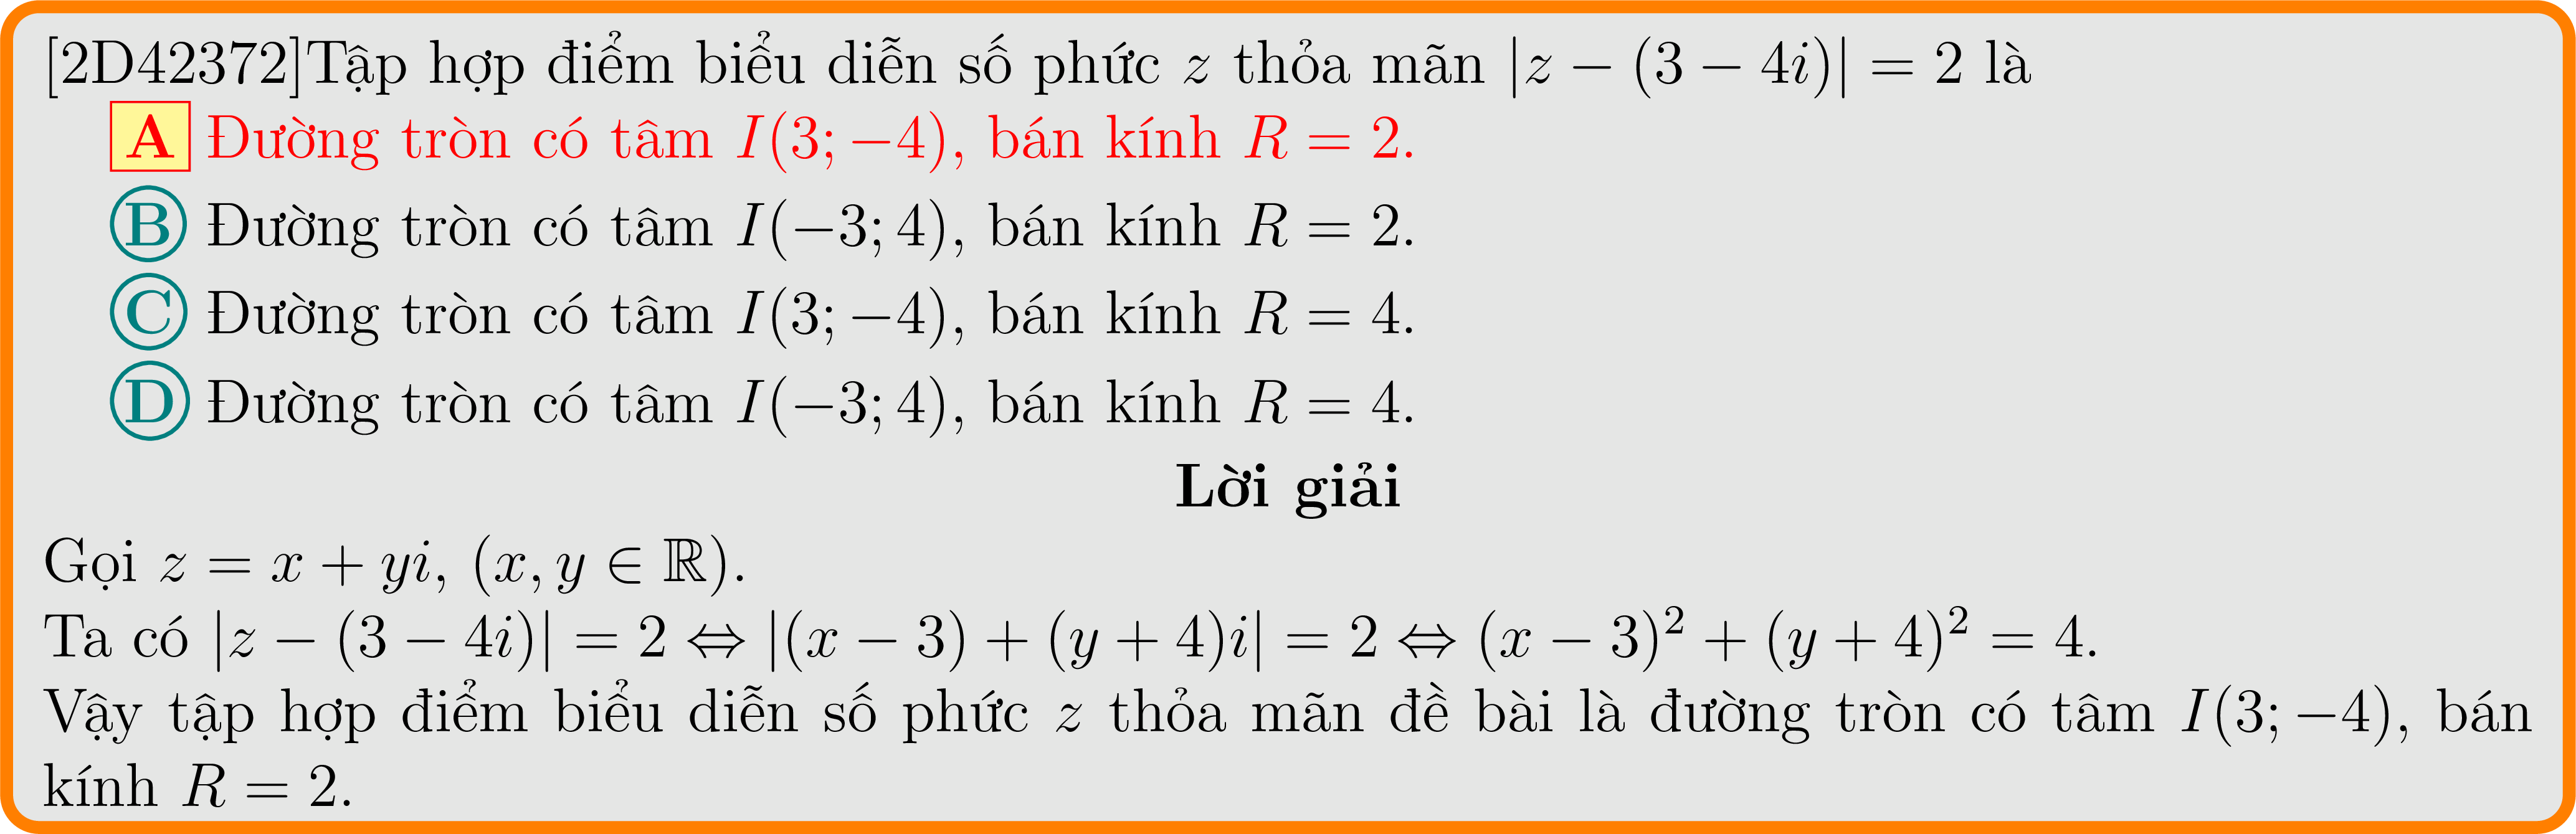 [2D42372]Tập hợp điểm biểu diễn số phức z thỏa mãn |z − (3 − 4i)| = 2 là
A Đường tròn có tâm I(3; −4), bán kính R = 2.
B Đường tròn có tâm I(−3; 4), bán kính R = 2.
C Đường tròn có tâm I(3; −4), bán kính R = 4.
D Đường tròn có tâm I(−3; 4), bán kính R = 4.
Lời giải
Gọi z = x + yi, (x, y ∈ ℝ).
Ta có |z − (3 − 4i)| = 2 ⇔ |(x − 3) + (y + 4)i| = 2 ⇔ (x − 3)² + (y + 4)² = 4.
Vậy tập hợp điểm biểu diễn số phức z thỏa mãn đề bài là đường tròn có tâm I(3; −4), bán
kính R = 2.